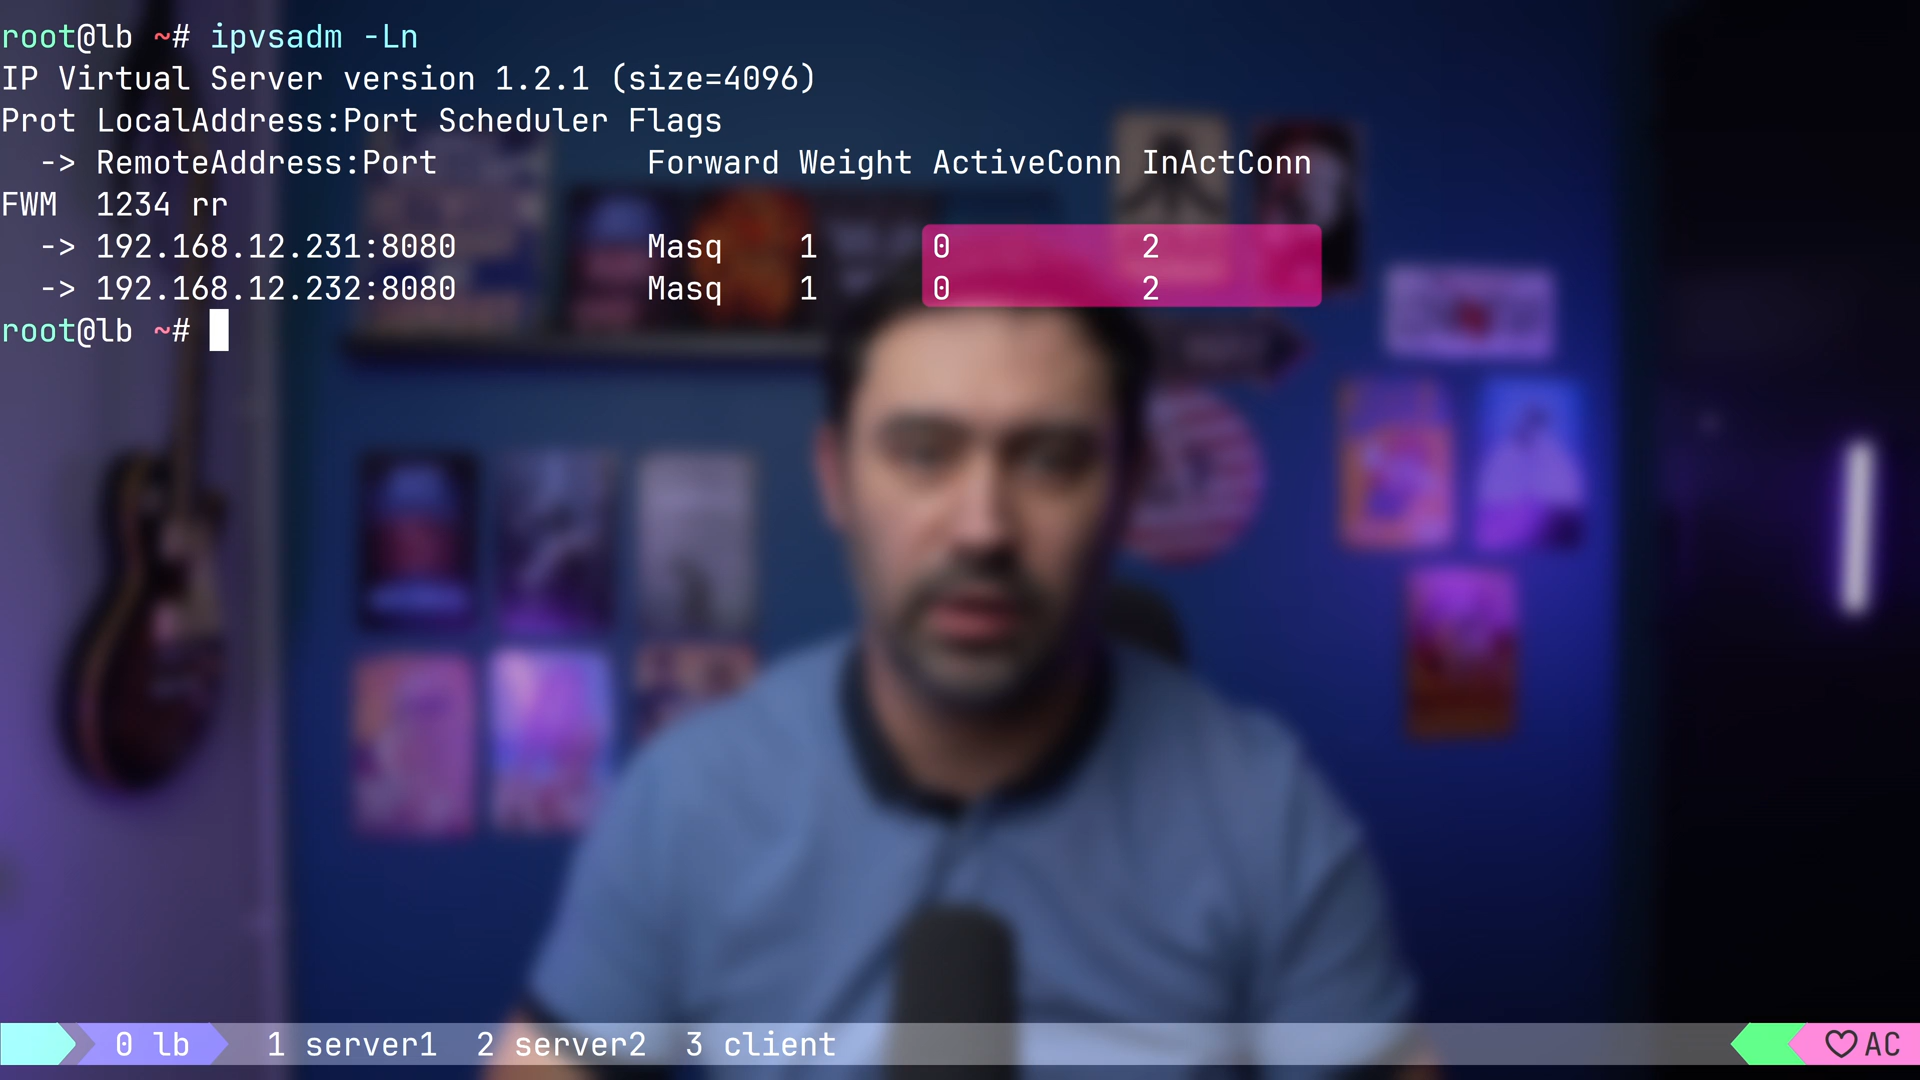 root@lb ~# ipvsadm -Ln
IP Virtual Server version 1.2.1 (size=4096)
Prot LocalAddress:Port Scheduler Flags
  -> RemoteAddress:Port           Forward Weight ActiveConn InActConn
FWM  1234 rr
  -> 192.168.12.231:8080          Masq    1      0          2
  -> 192.168.12.232:8080          Masq    1      0          2
root@lb ~#
0 lb  1 server1  2 server2  3 client  ♡ AC